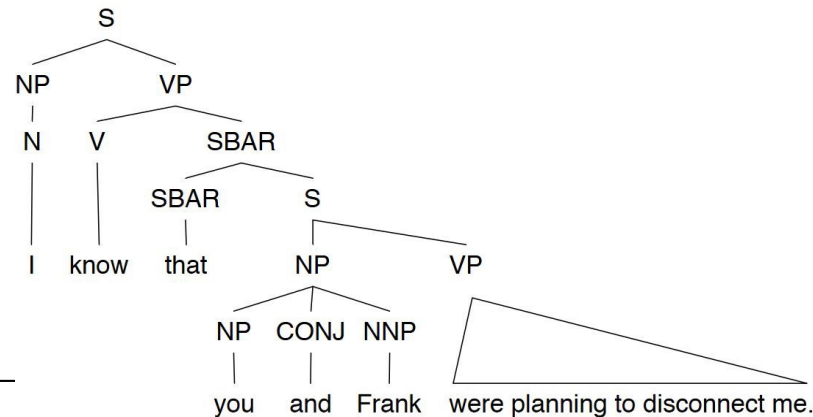 S
NP VP
N V SBAR
SBAR S
I know that NP VP
NP CONJ NNP
you and Frank were planning to disconnect me.